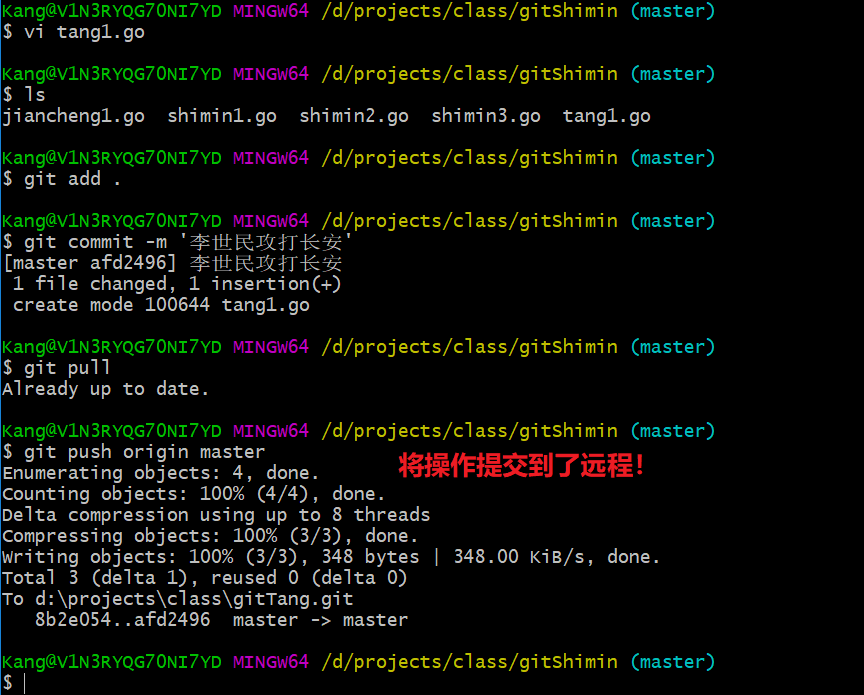 Kang@V1N3RYQG7ONI7YD MINGW64 /d/projects/class/gitShimin (master)
$ vi tang1.go
Kang@V1N3RYQG7ONI7YD MINGW64 /d/projects/class/gitShimin (master)
$ ls
jiancheng1.go  shimin1.go  shimin2.go  shimin3.go  tang1.go
Kang@V1N3RYQG7ONI7YD MINGW64 /d/projects/class/gitShimin (master)
$ git add .
Kang@V1N3RYQG7ONI7YD MINGW64 /d/projects/class/gitShimin (master)
$ git commit -m '李世民攻打长安'
[master afd2496] 李世民攻打长安
 1 file changed, 1 insertion(+)
 create mode 100644 tang1.go
Kang@V1N3RYQG7ONI7YD MINGW64 /d/projects/class/gitShimin (master)
$ git pull
Already up to date.
Kang@V1N3RYQG7ONI7YD MINGW64 /d/projects/class/gitShimin (master)
$ git push origin master
将操作提交到了远程！
Enumerating objects: 4, done.
Counting objects: 100% (4/4), done.
Delta compression using up to 8 threads
Compressing objects: 100% (3/3), done.
Writing objects: 100% (3/3), 348 bytes | 348.00 KiB/s, done.
Total 3 (delta 1), reused 0 (delta 0)
To d:\projects\class\gitTang.git
   8b2e054..afd2496  master -> master
Kang@V1N3RYQG7ONI7YD MINGW64 /d/projects/class/gitShimin (master)
$